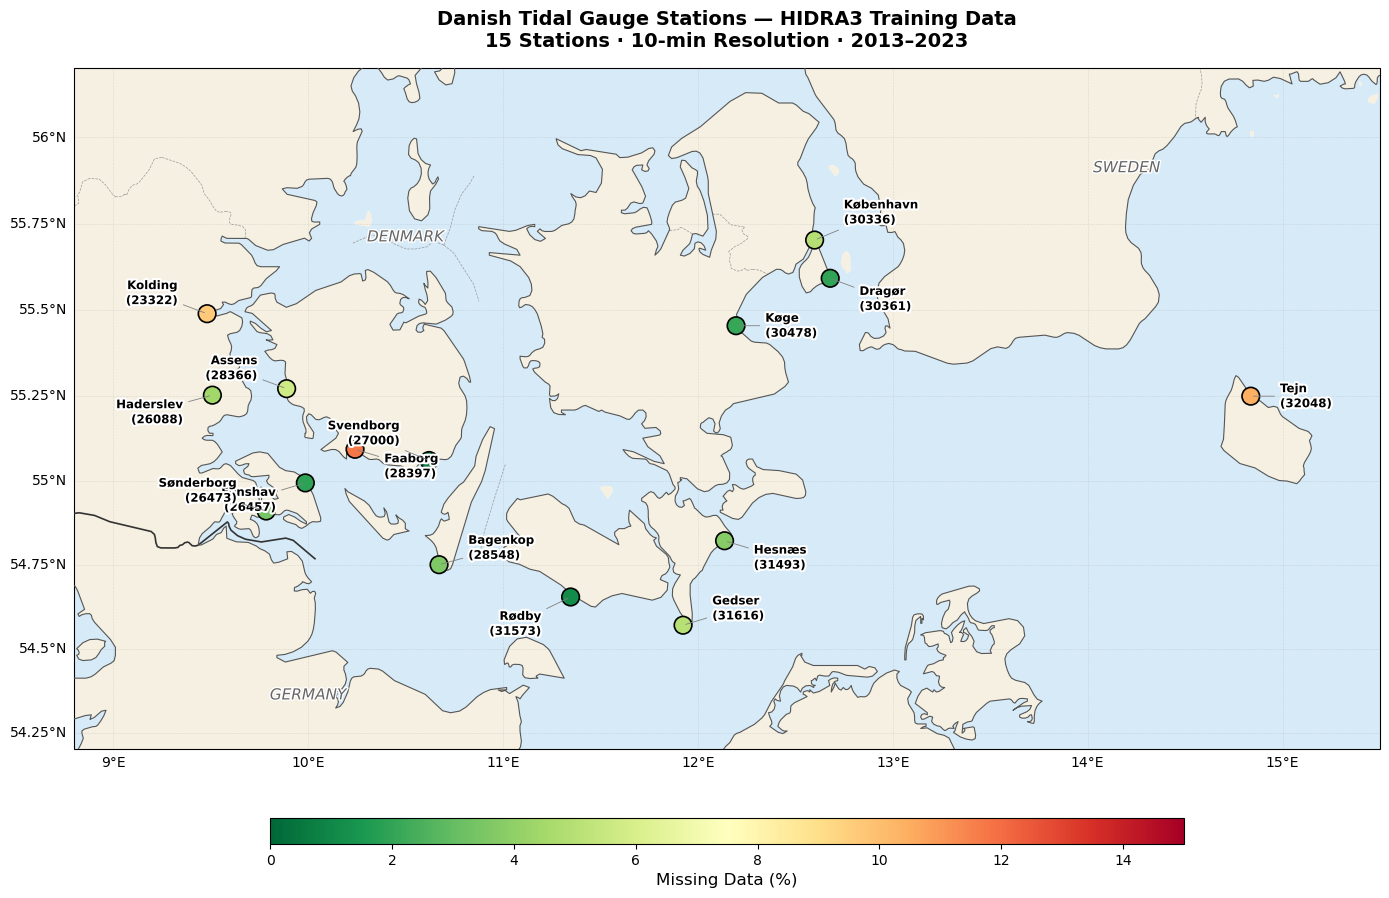 Danish Tidal Gauge Stations — HIDRA3 Training Data
15 Stations · 10-min Resolution · 2013–2023
56°N
55.75°N
55.5°N
55.25°N
55°N
54.75°N
54.5°N
54.25°N
SWEDEN
DENMARK
GERMANY
København
(30336)
Dragør
(30361)
Køge
(30478)
Kolding
(23322)
Assens
(28366)
Haderslev
(26088)
Tejn
(32048)
Svendborg
(27000)
Faaborg
(28397)
Sønderborg
(26473)
(26457)
Bagenkop
(28548)
Hesnæs
(31493)
Rødby
(31573)
Gedser
(31616)
9°E
10°E
11°E
12°E
13°E
14°E
15°E
0
2
4
6
8
10
12
14
Missing Data (%)